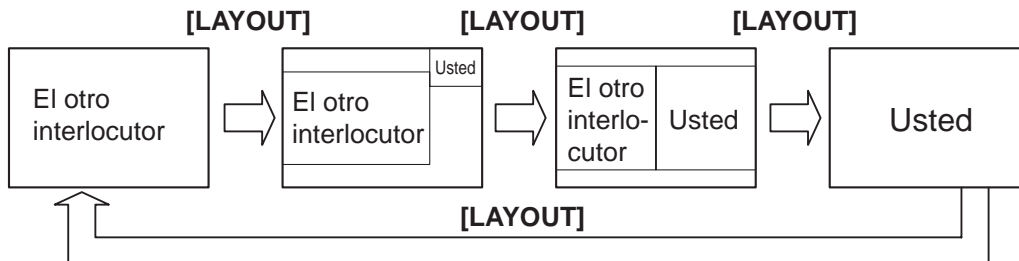 [LAYOUT] [LAYOUT] [LAYOUT]
El otro
interlocutor
Usted
El otro
interlocutor
El otro
interlo-
cutor
Usted
Usted
[LAYOUT]